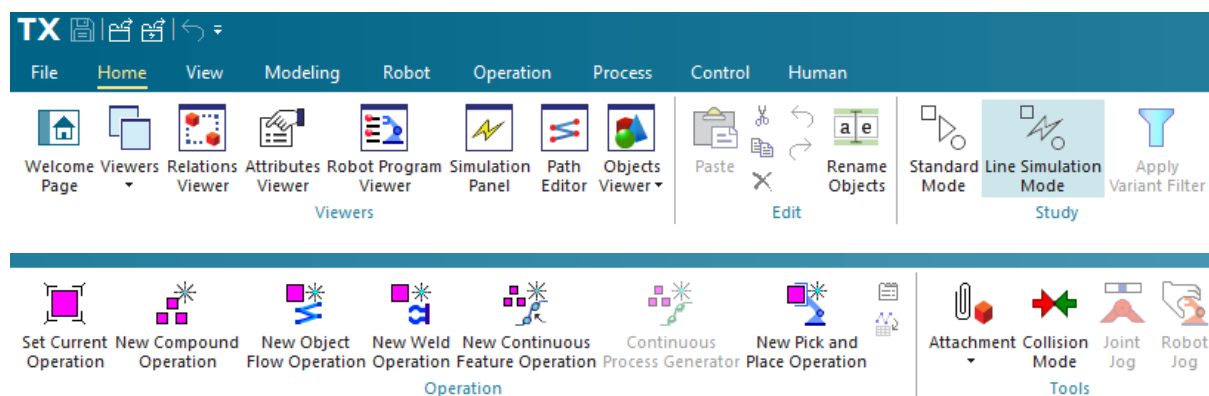 TX
File Home View Modeling Robot Operation Process Control Human
Welcome Viewers Relations Attributes Robot Program Simulation Path Objects Paste Rename Standard Line Simulation Apply
Page Viewer Viewer Viewer Panel Editor Viewer Objects Mode Mode Variant Filter
a e
Viewers Edit Study
Set Current New Compound New Object New Weld New Continuous Continuous New Pick and Attachment Collision Joint Robot
Operation Operation Flow Operation Operation Feature Operation Process Generator Place Operation Mode Jog Jog
Operation Tools